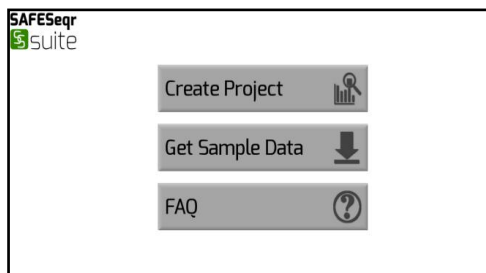 SAFESeqr
suite
Create Project
Get Sample Data
FAQ